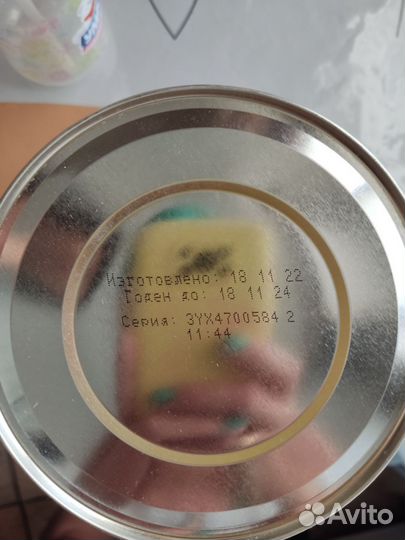 Изготовлено: 18 11 22
Годен до: 18 11 24
Серия: 3YX4700584 2
11:44
Avito